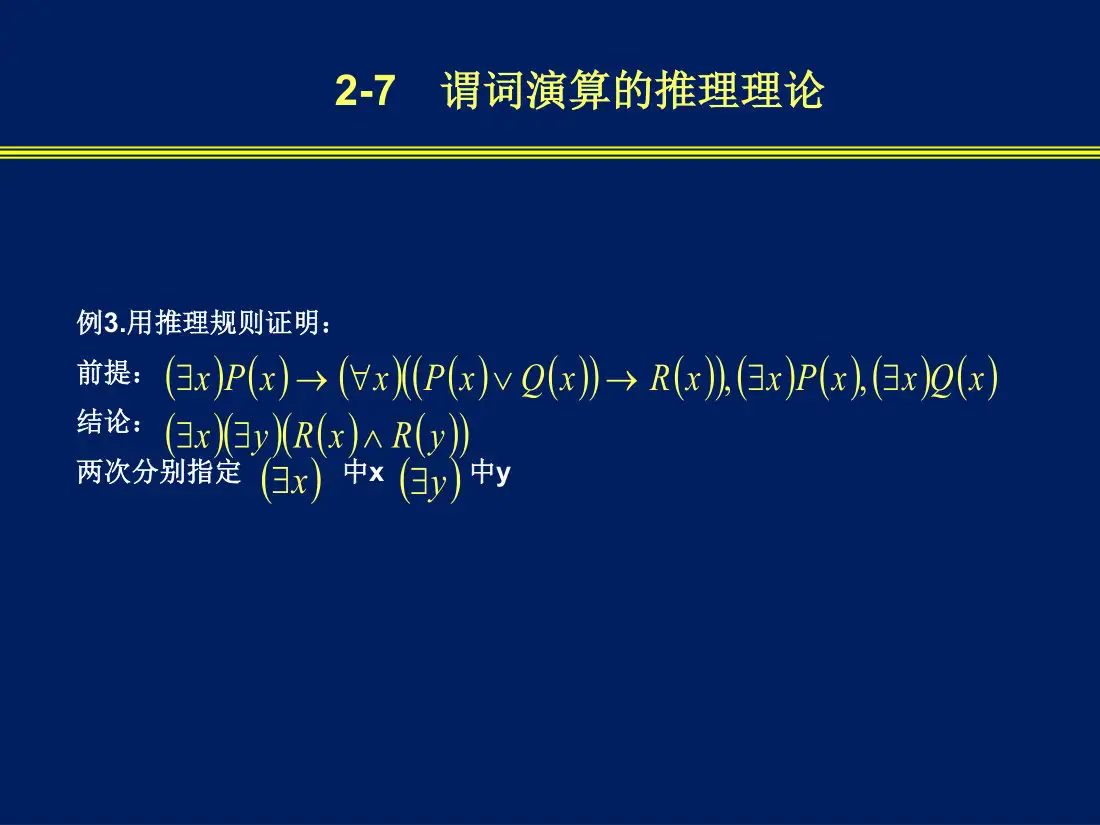 2-7 谓词演算的推理理论
例3.用推理规则证明：
前提： (∃x)P(x)→(∀x)((P(x)∨Q(x))→R(x)),(∃x)P(x),(∃x)Q(x)
结论： (∃x)(∃y)(R(x)∧R(y))
两次分别指定 (∃x) 中x (∃y) 中y